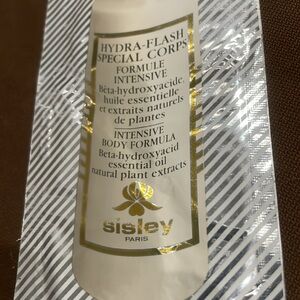 HYDRA-FLASH
SPECIAL CORPS
FORMULE
INTENSIVE
Bêta-hydroxyacide,
huile essentielle
et extraits naturels
de plantes
INTENSIVE
BODY FORMULA
Beta-hydroxyacid
essential oil
natural plant extracts
sisley
PARIS